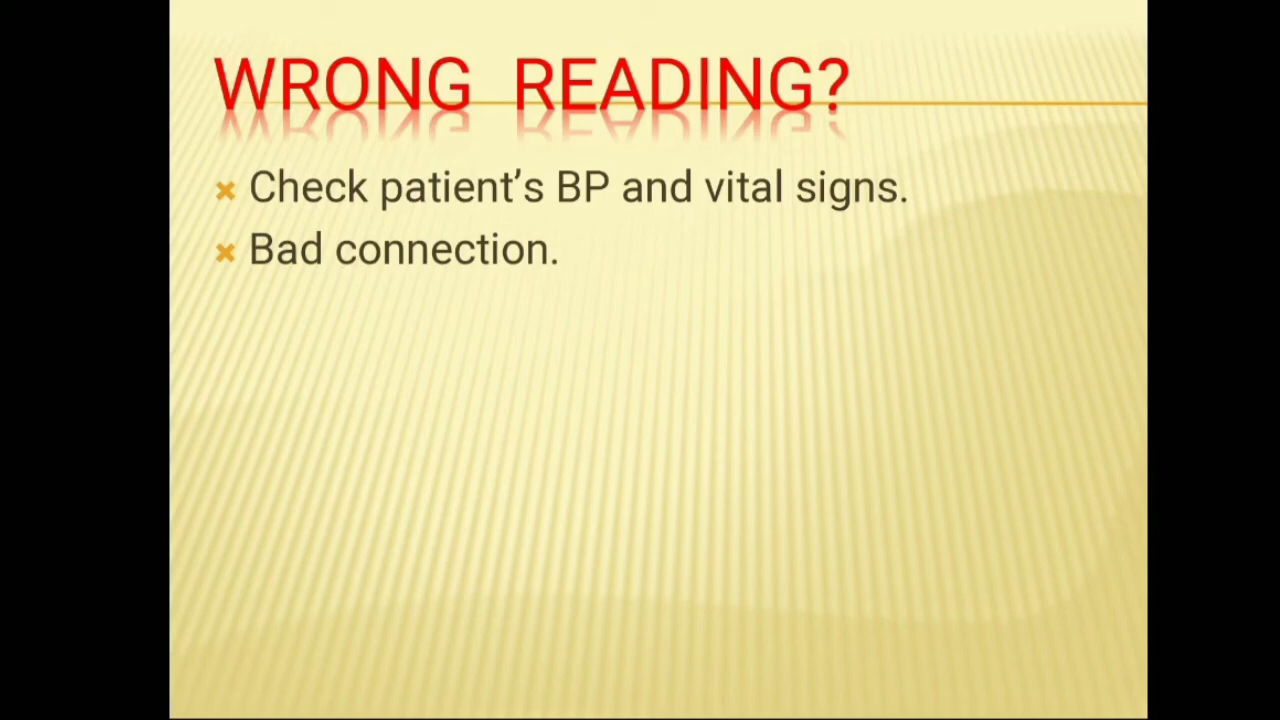 WRONG READING?
Check patient's BP and vital signs.
Bad connection.